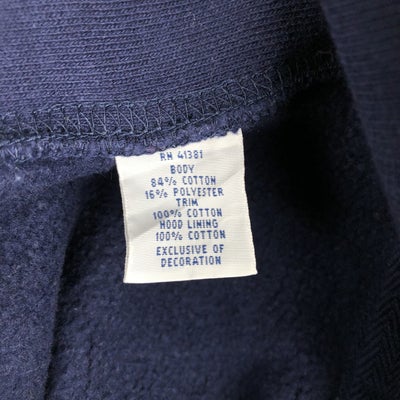 RN 41381
BODY
84% COTTON
16% POLYESTER
TRIM
100% COTTON
HOOD LINING
100% COTTON
EXCLUSIVE OF
DECORATION